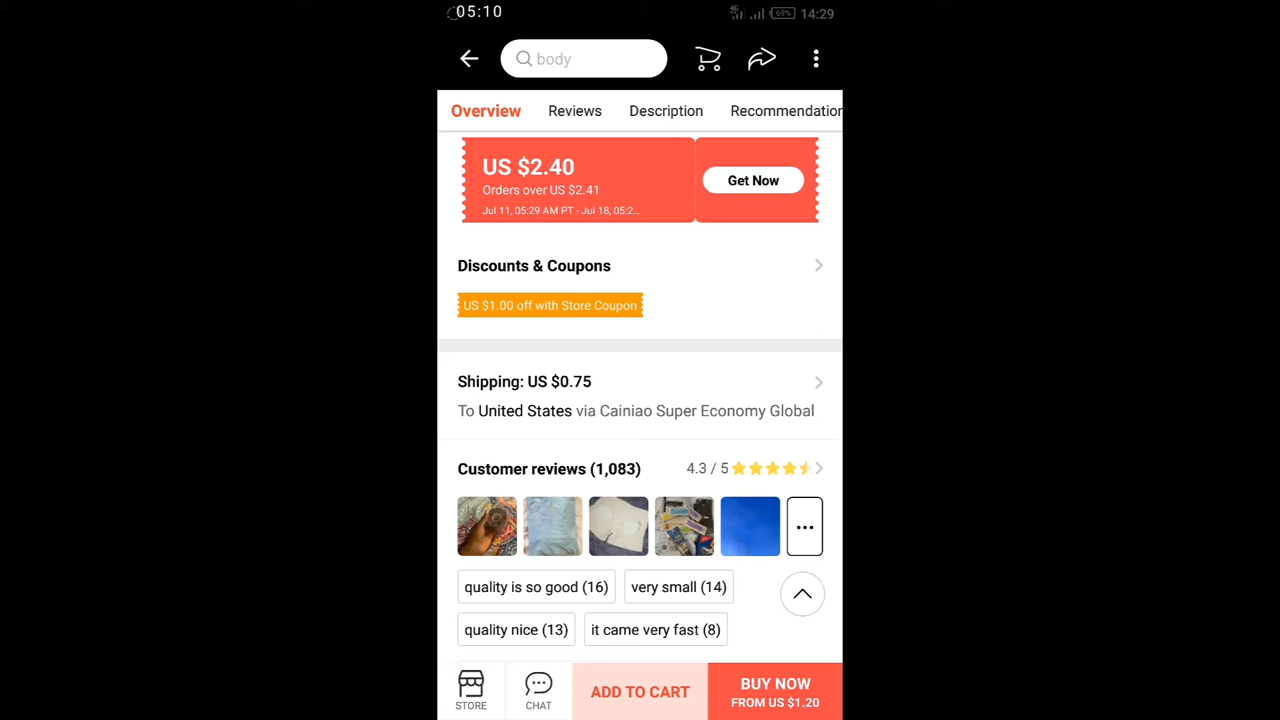 05:10
4G 69% 14:29
body
Overview Reviews Description Recommendation
US $2.40
Orders over US $2.41
Get Now
Jul 11, 05:29 AM PT - Jul 18, 05:2...
Discounts & Coupons
US $1.00 off with Store Coupon
Shipping: US $0.75
To United States via Cainiao Super Economy Global
Customer reviews (1,083) 4.3 / 5
quality is so good (16) very small (14)
quality nice (13) it came very fast (8)
STORE CHAT ADD TO CART BUY NOW
FROM US $1.20